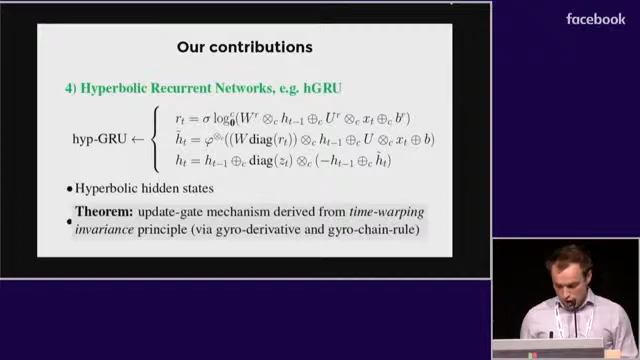 facebook
Our contributions
4) Hyperbolic Recurrent Networks, e.g. hGRU
r_t = σ log_0^c(W^r ⊗_c h_{t−1} ⊕_c U^r ⊗_c x_t ⊕_c b^r)
hyp-GRU ← { h̃_t = φ^{⊗_c}((W diag(r_t)) ⊗_c h_{t−1} ⊕_c U ⊗_c x_t ⊕ b)
h_t = h_{t−1} ⊕_c diag(z_t) ⊗_c (−h_{t−1} ⊕_c h̃_t)
• Hyperbolic hidden states
• Theorem: update-gate mechanism derived from time-warping
invariance principle (via gyro-derivative and gyro-chain-rule)